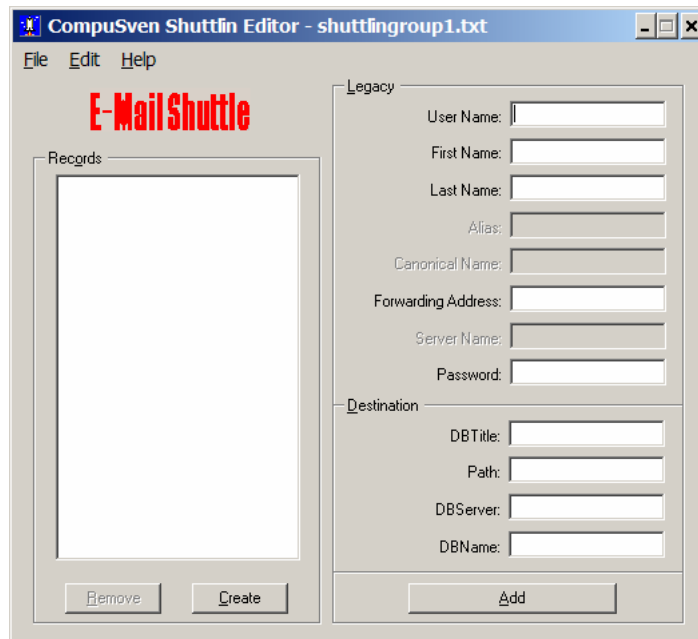 CompuSven Shuttlin Editor - shuttlingroup1.txt
File Edit Help
E-Mail Shuttle
Records
Remove
Create
Legacy
User Name:
First Name:
Last Name:
Alias:
Canonical Name:
Forwarding Address:
Server Name:
Password:
Destination
DBTitle:
Path:
DBServer:
DBName:
Add